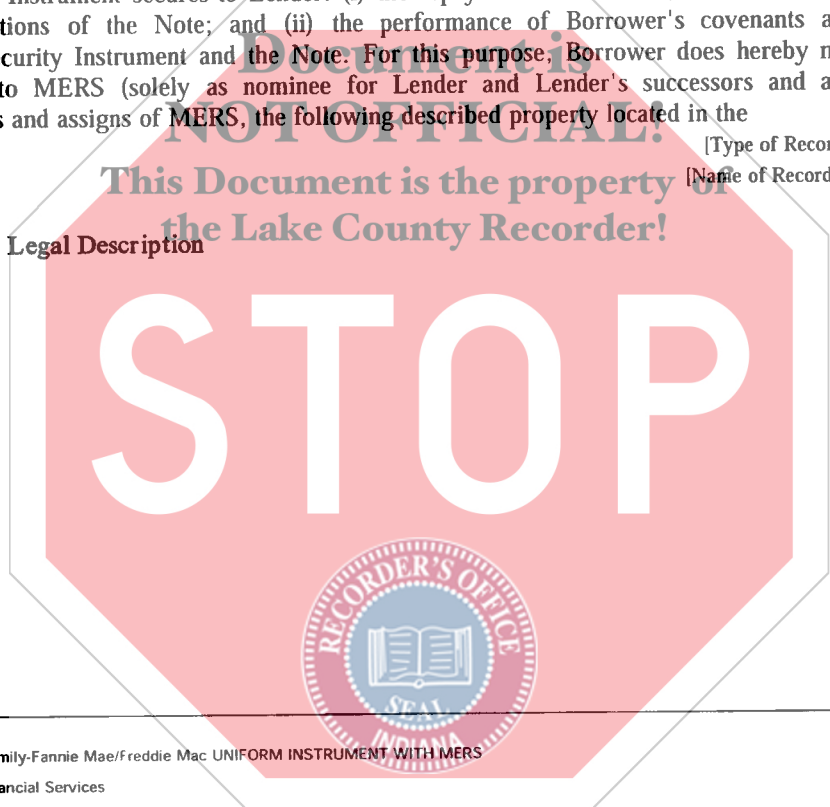 Instrument secures to Lender: (i)
tions of the Note; and (ii) the performance of Borrower's covenants a
curity Instrument and the Note. For this purpose, Borrower does hereby m
to MERS (solely as nominee for Lender and Lender's successors and a
s and assigns of MERS, the following described property located in the
[Type of Recor
[Name of Record
Legal Description
Document is
NOT OFFICIAL!
This Document is the property of
the Lake County Recorder!
STOP
RECORDER'S OFFICE
SEAL
INDIANA
mily-Fannie Mae/Freddie Mac UNIFORM INSTRUMENT WITH MERS
ancial Services